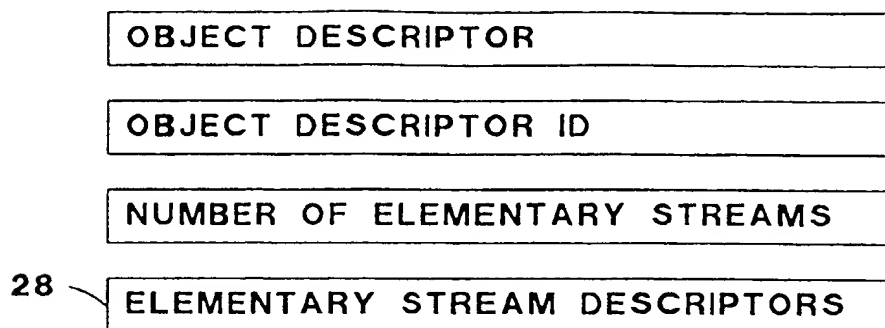 OBJECT DESCRIPTOR
OBJECT DESCRIPTOR ID
NUMBER OF ELEMENTARY STREAMS
28 ELEMENTARY STREAM DESCRIPTORS